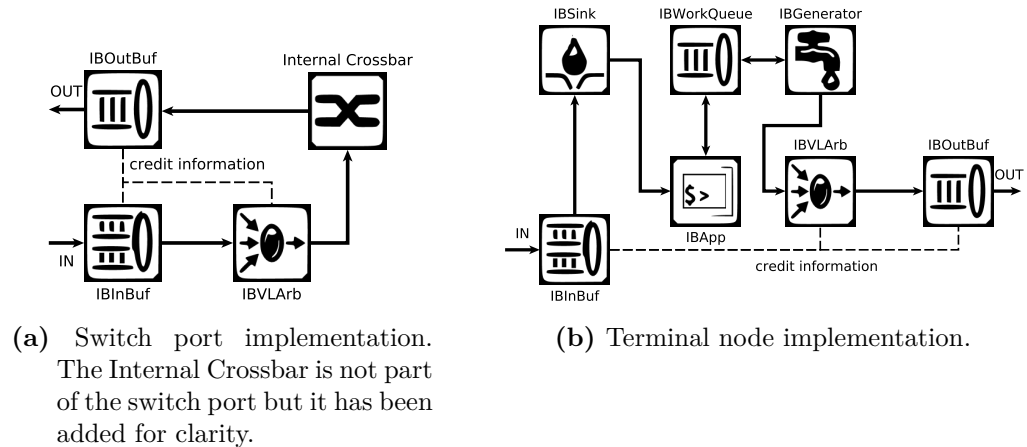 IBOutBuf
Internal Crossbar
OUT
credit information
IN
IBInBuf
IBVLArb
(a) Switch port implementation.
The Internal Crossbar is not part
of the switch port but it has been
added for clarity.
IBSink
IBWorkQueue
IBGenerator
IBVLArb
IBOutBuf
$>
OUT
IN
IBApp
credit information
IBInBuf
(b) Terminal node implementation.